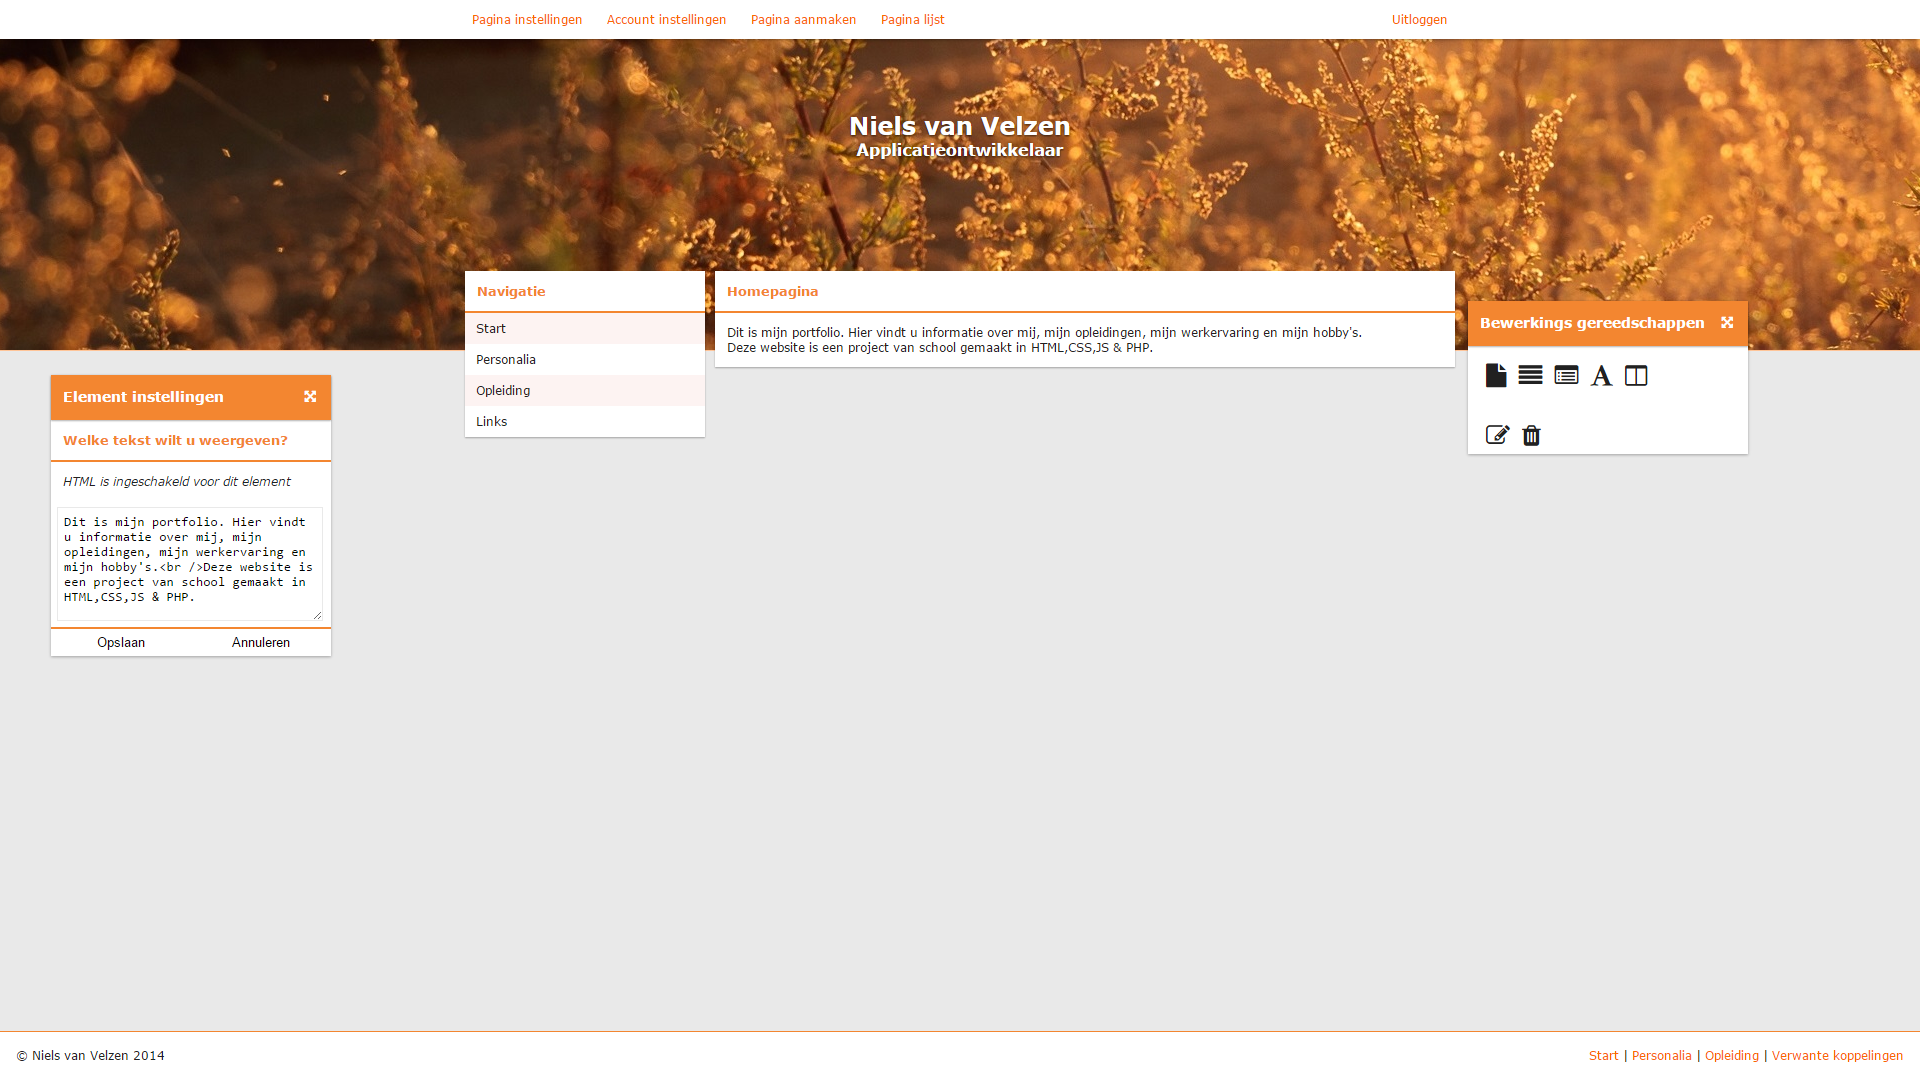 Pagina instellingen Account instellingen Pagina aanmaken Pagina lijst Uitloggen
Niels van Velzen
Applicatieontwikkelaar
Navigatie
Start
Personalia
Opleiding
Links
Homepagina
Dit is mijn portfolio. Hier vindt u informatie over mij, mijn opleidingen, mijn werkervaring en mijn hobby's.
Deze website is een project van school gemaakt in HTML,CSS,JS & PHP.
Bewerkings gereedschappen
Element instellingen
Welke tekst wilt u weergeven?
HTML is ingeschakeld voor dit element
Dit is mijn portfolio. Hier vindt
u informatie over mij, mijn
opleidingen, mijn werkervaring en
mijn hobby's.<br />Deze website is
een project van school gemaakt in
HTML,CSS,JS & PHP.
Opslaan Annuleren
© Niels van Velzen 2014
Start | Personalia | Opleiding | Verwante koppelingen